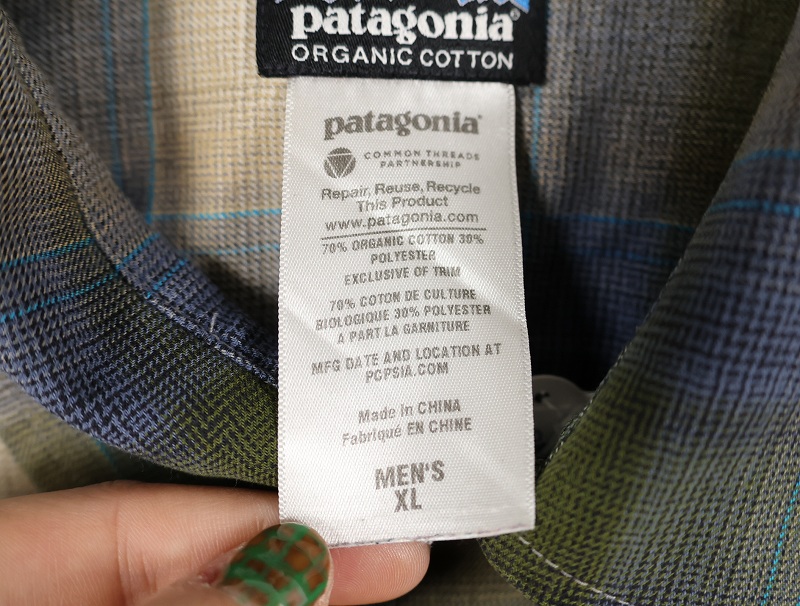 patagonia®
ORGANIC COTTON
patagonia®
COMMON THREADS
PARTNERSHIP
Repair, Reuse, Recycle
This Product
www.patagonia.com
70% ORGANIC COTTON 30%
POLYESTER
EXCLUSIVE OF TRIM
70% COTON DE CULTURE
BIOLOGIQUE 30% POLYESTER
A PART LA GARNITURE
MFG DATE AND LOCATION AT
PCPSIA.COM
Made in CHINA
Fabriqué EN CHINE
MEN'S
XL